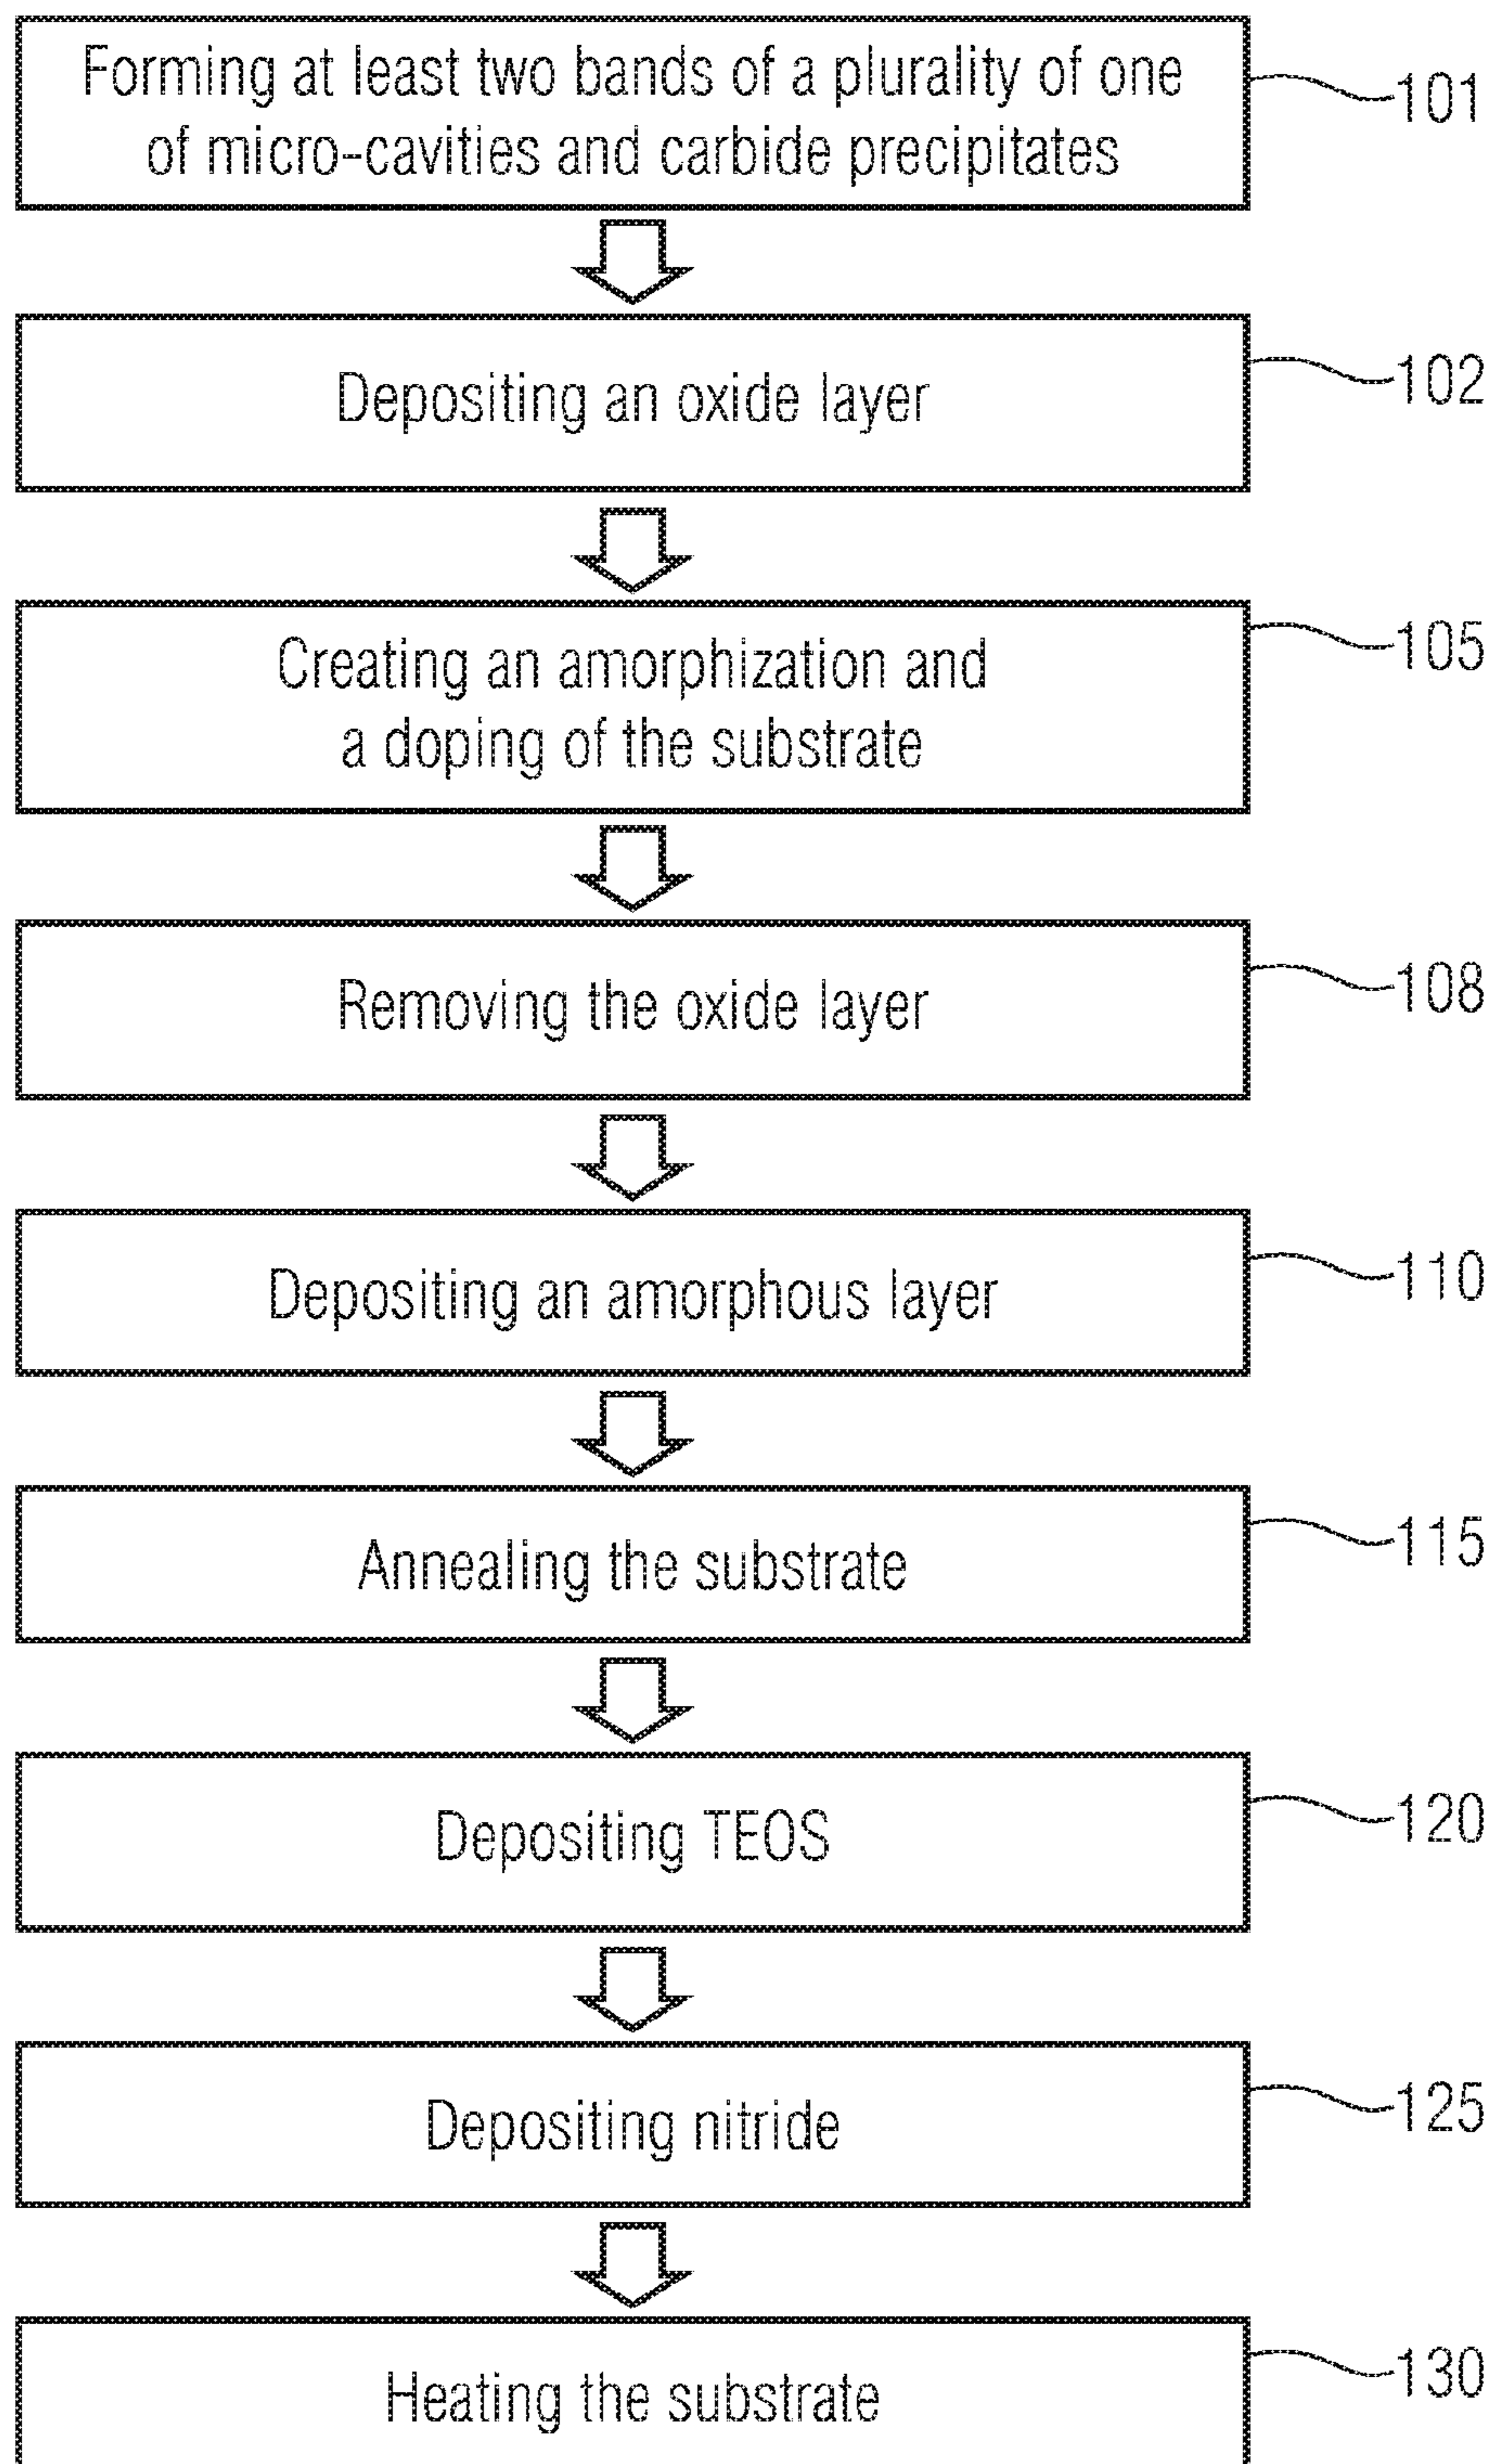 Forming at least two bands of a plurality of one
of micro-cavities and carbide precipitates
101
Depositing an oxide layer
102
Creating an amorphization and
a doping of the substrate
105
Removing the oxide layer
108
Depositing an amorphous layer
110
Annealing the substrate
115
Depositing TEOS
120
Depositing nitride
125
Heating the substrate
130